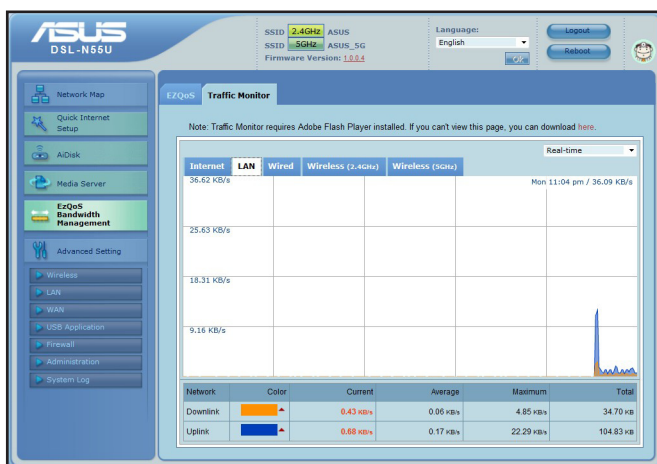 ASUS
DSL-N55U
SSID 2.4GHz ASUS
SSID 5GHz ASUS_5G
Firmware Version: 1.0.0.4
Language:
English
OK
Logout
Reboot
Network Map
Quick Internet
Setup
AiDisk
Media Server
EzQoS
Bandwidth
Management
Advanced Setting
Wireless
LAN
WAN
USB Application
Firewall
Administration
System Log
EZQoS Traffic Monitor
Note: Traffic Monitor requires Adobe Flash Player installed. If you can't view this page, you can download here.
Real-time
Internet LAN Wired Wireless (2.4GHz) Wireless (5GHz)
36.62 KB/s
Mon 11:04 pm / 36.09 KB/s
25.63 KB/s
18.31 KB/s
9.16 KB/s
Network Color Current Average Maximum Total
Downlink 0.43 KB/s 0.06 KB/s 4.85 KB/s 34.70 KB
Uplink 0.68 KB/s 0.17 KB/s 22.29 KB/s 104.83 KB